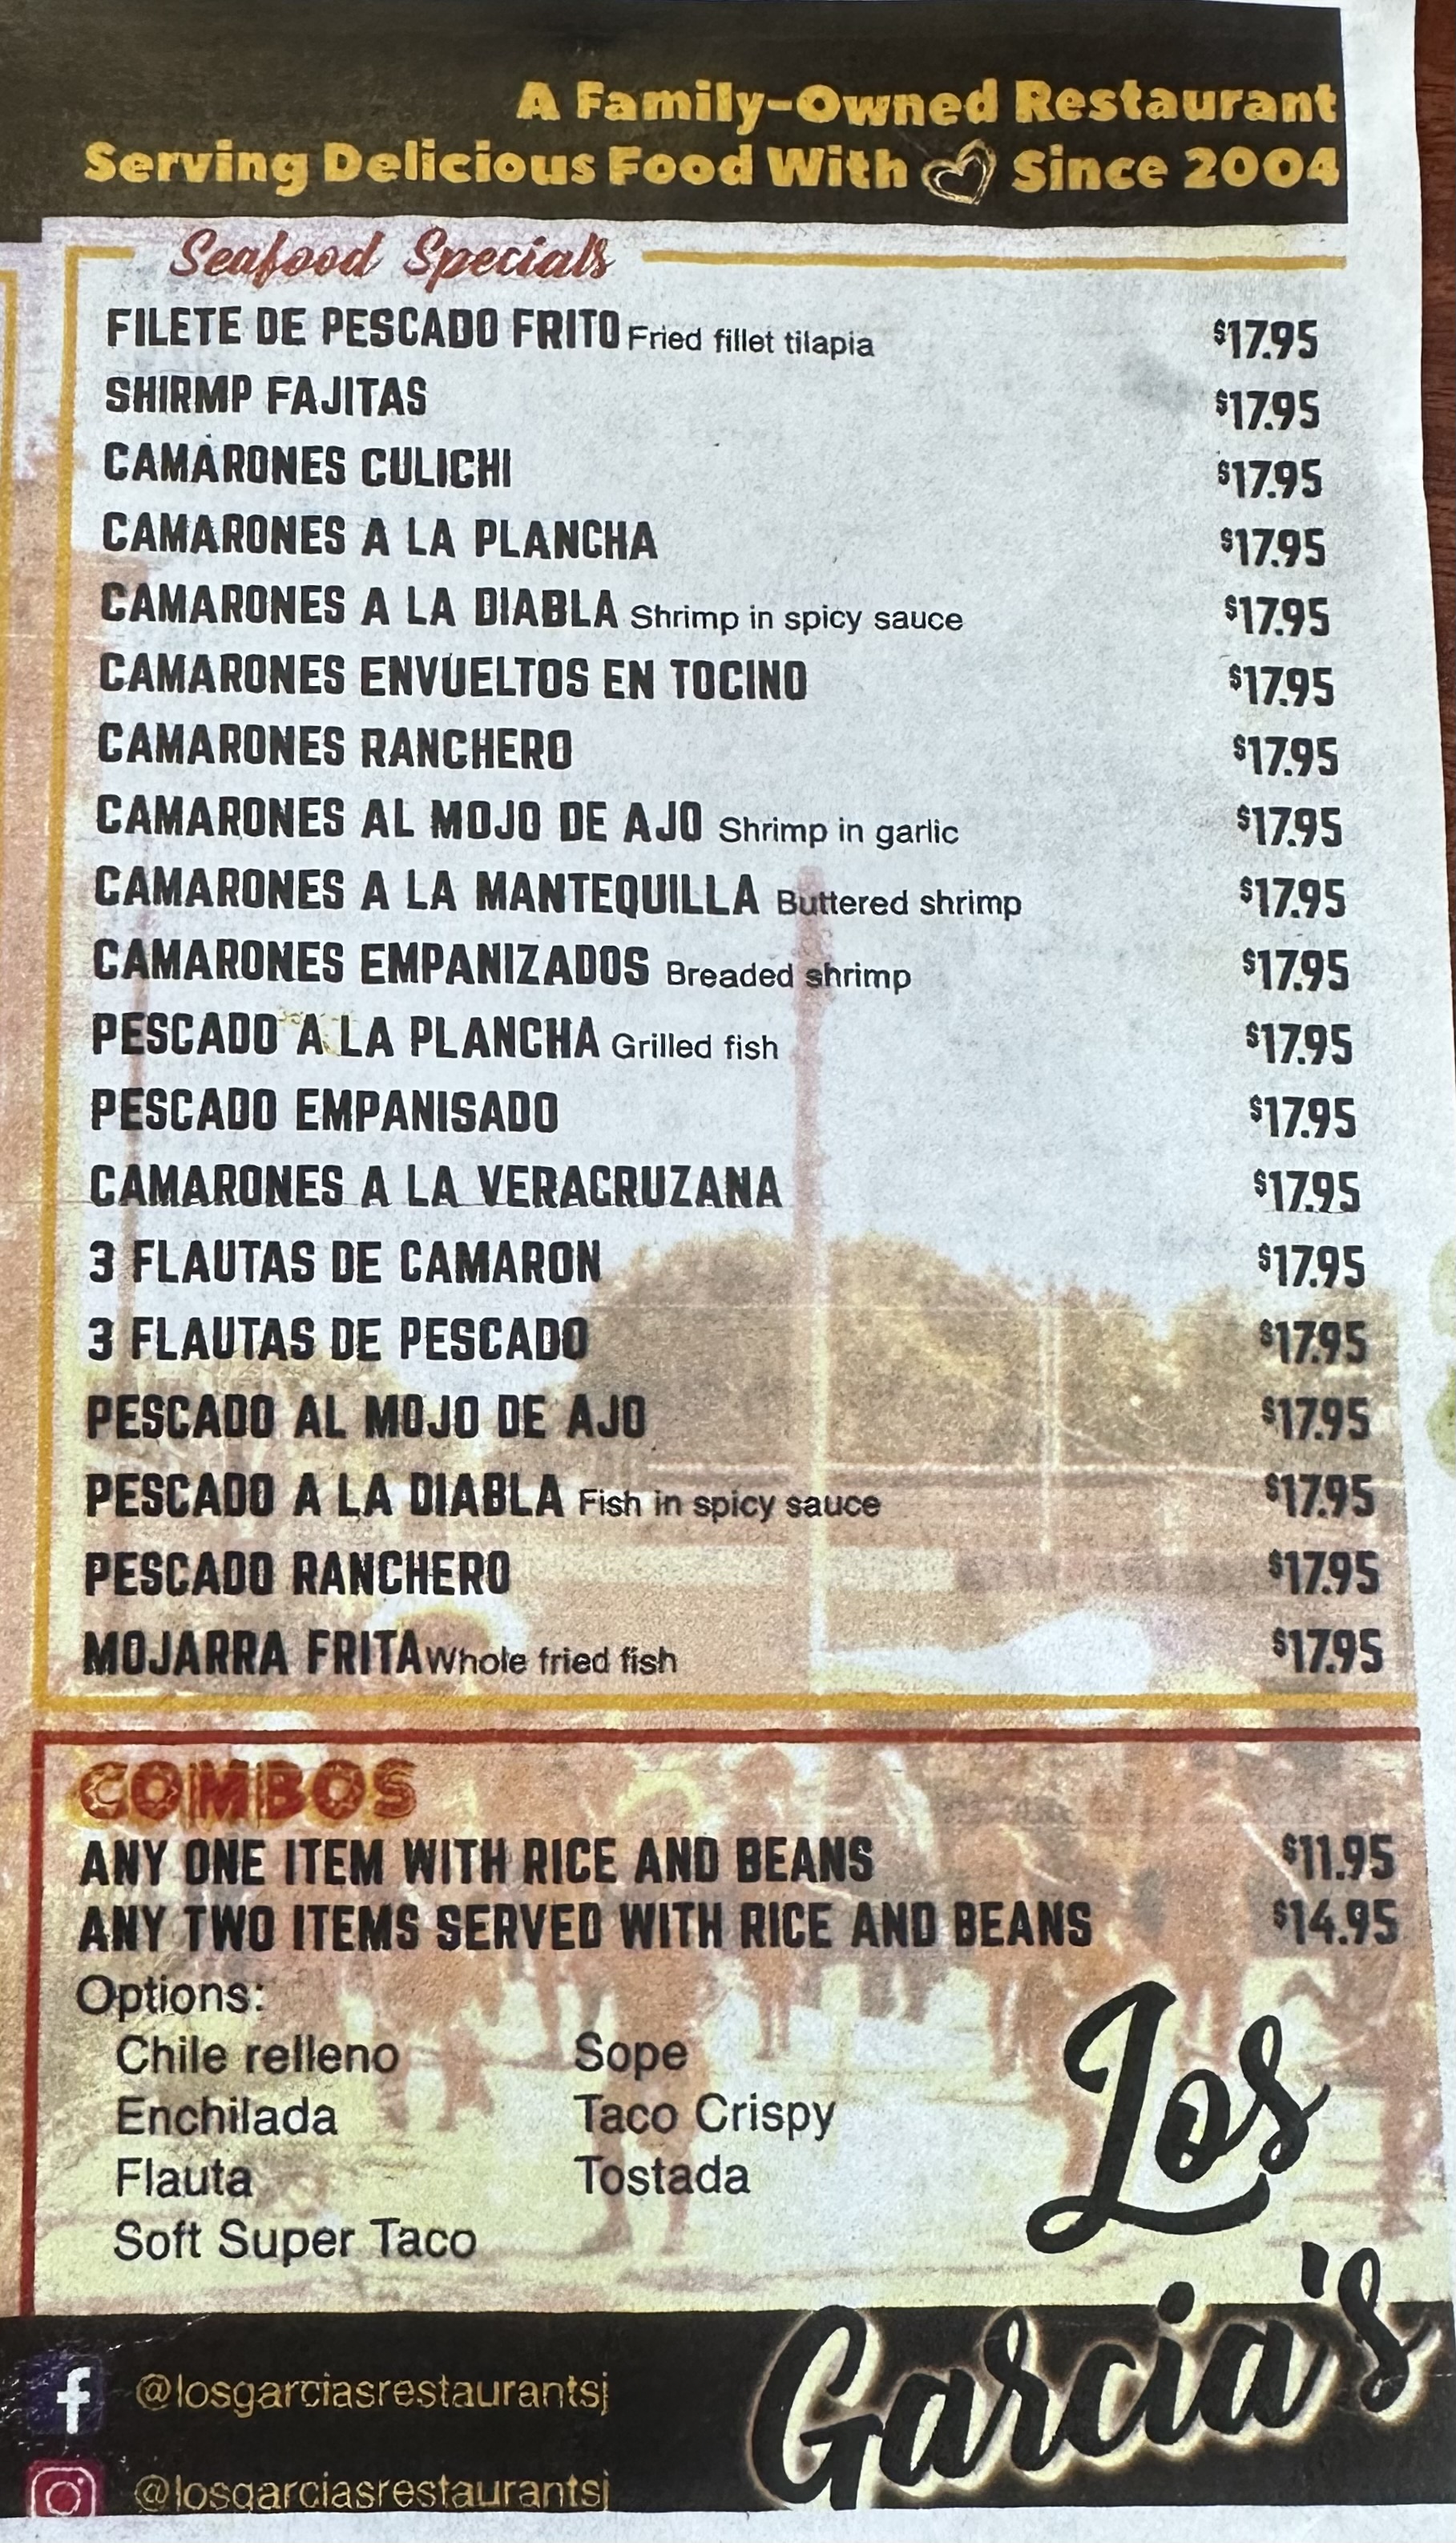 A Family-Owned Restaurant
Serving Delicious Food With Since 2004
Seafood Specials
FILETE DE PESCADO FRITO Fried fillet tilapia $17.95
SHIRMP FAJITAS $17.95
CAMARONES CULICHI $17.95
CAMARONES A LA PLANCHA $17.95
CAMARONES A LA DIABLA Shrimp in spicy sauce $17.95
CAMARONES ENVUELTOS EN TOCINO $17.95
CAMARONES RANCHERO $17.95
CAMARONES AL MOJO DE AJO Shrimp in garlic $17.95
CAMARONES A LA MANTEQUILLA Buttered shrimp $17.95
CAMARONES EMPANIZADOS Breaded shrimp $17.95
PESCADO A LA PLANCHA Grilled fish $17.95
PESCADO EMPANISADO $17.95
CAMARONES A LA VERACRUZANA $17.95
3 FLAUTAS DE CAMARON $17.95
3 FLAUTAS DE PESCADO $17.95
PESCADO AL MOJO DE AJO $17.95
PESCADO A LA DIABLA Fish in spicy sauce $17.95
PESCADO RANCHERO $17.95
MOJARRA FRITA Whole fried fish $17.95
COMBOS
ANY ONE ITEM WITH RICE AND BEANS $11.95
ANY TWO ITEMS SERVED WITH RICE AND BEANS $14.95
Options:
Chile relleno Sope
Enchilada Taco Crispy
Flauta Tostada
Soft Super Taco
Los
Garcia's
@losgarciasrestaurantsj
@losgarciasrestaurantsj